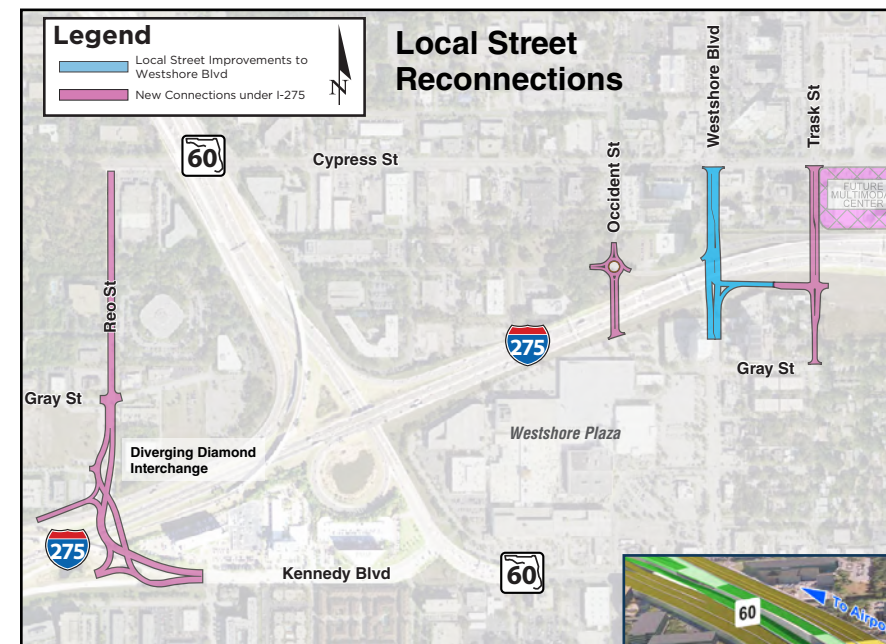 Legend
Local Street Improvements to
Westshore Blvd
New Connections under I-275
N
Local Street
Reconnections
60
Cypress St
Occident St
Westshore Blvd
Trask St
FUTURE
MULTIMODAL
CENTER
Reo St
275
Gray St
Gray St
Westshore Plaza
Diverging Diamond
Interchange
275
Kennedy Blvd
60
60
To Airpo